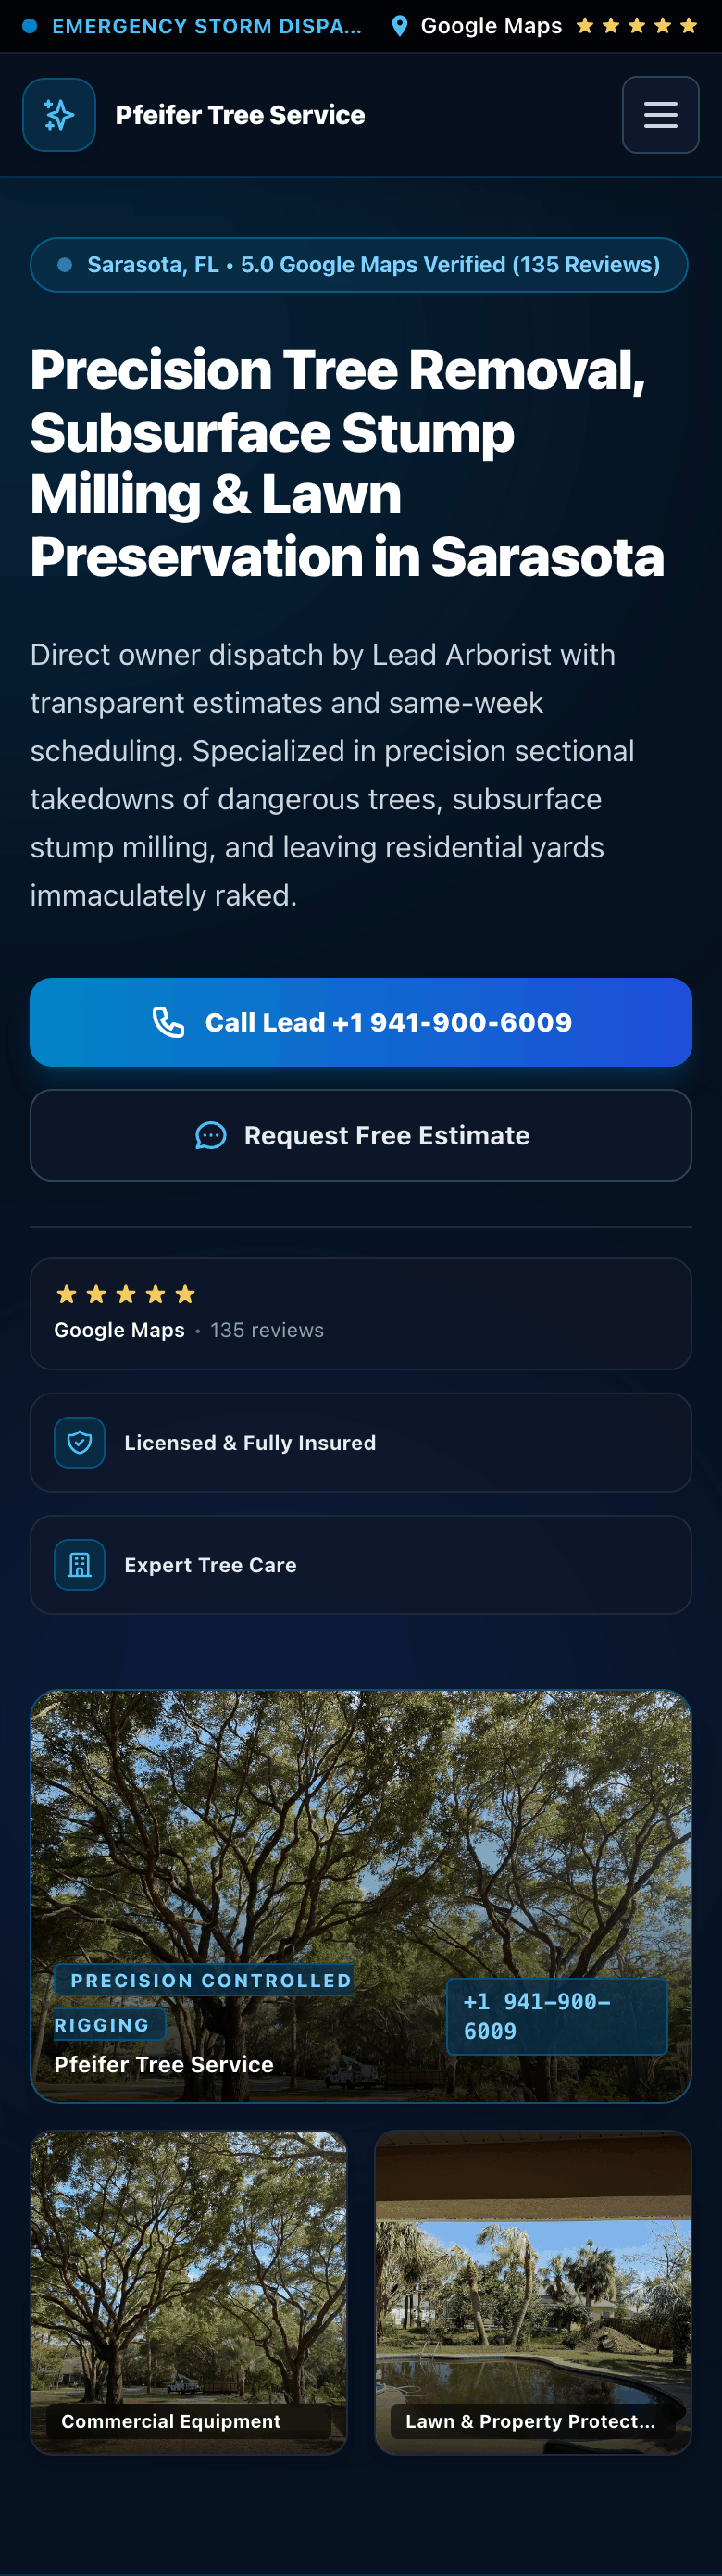 EMERGENCY STORM DISPA...
Google Maps
Pfeifer Tree Service
Sarasota, FL • 5.0 Google Maps Verified (135 Reviews)
Precision Tree Removal,
Subsurface Stump
Milling & Lawn
Preservation in Sarasota
Direct owner dispatch by Lead Arborist with
transparent estimates and same-week
scheduling. Specialized in precision sectional
takedowns of dangerous trees, subsurface
stump milling, and leaving residential yards
immaculately raked.
Call Lead +1 941-900-6009
Request Free Estimate
Google Maps • 135 reviews
Licensed & Fully Insured
Expert Tree Care
PRECISION CONTROLLED
RIGGING
Pfeifer Tree Service
+1 941-900-
6009
Commercial Equipment
Lawn & Property Protect...